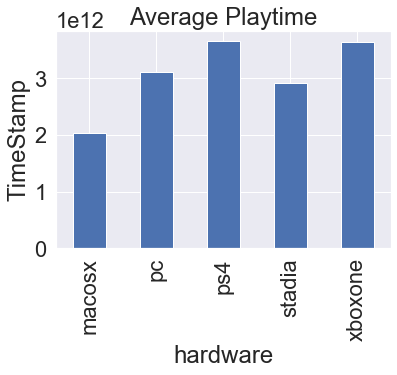 Average Playtime
1e12
TimeStamp
3
2
1
0
macosx
pc
ps4
stadia
xboxone
hardware